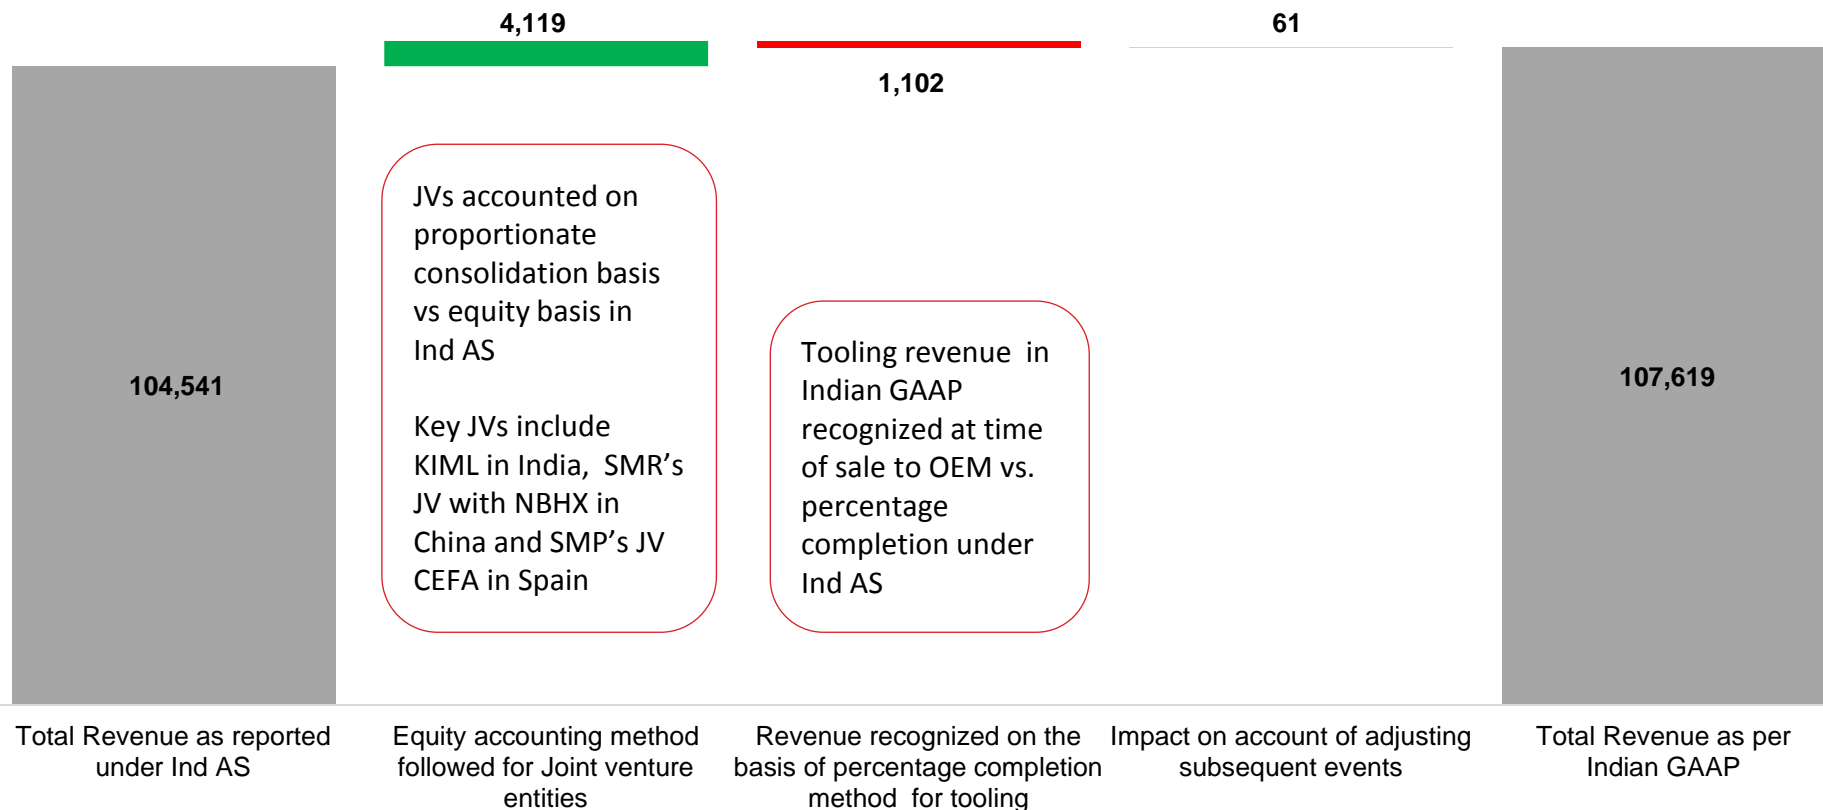 4,119
61
1,102
JVs accounted on
proportionate
consolidation basis
vs equity basis in
Ind AS
Key JVs include
KIML in India,  SMR’s
JV with NBHX in
China and SMP’s JV
CEFA in Spain
Tooling revenue  in
Indian GAAP
recognized at time
of sale to OEM vs.
percentage
completion under
Ind AS
104,541
107,619
Total Revenue as reported
under Ind AS
Equity accounting method
followed for Joint venture
entities
Revenue recognized on the
basis of percentage completion
method  for tooling
Impact on account of adjusting
subsequent events
Total Revenue as per
Indian GAAP